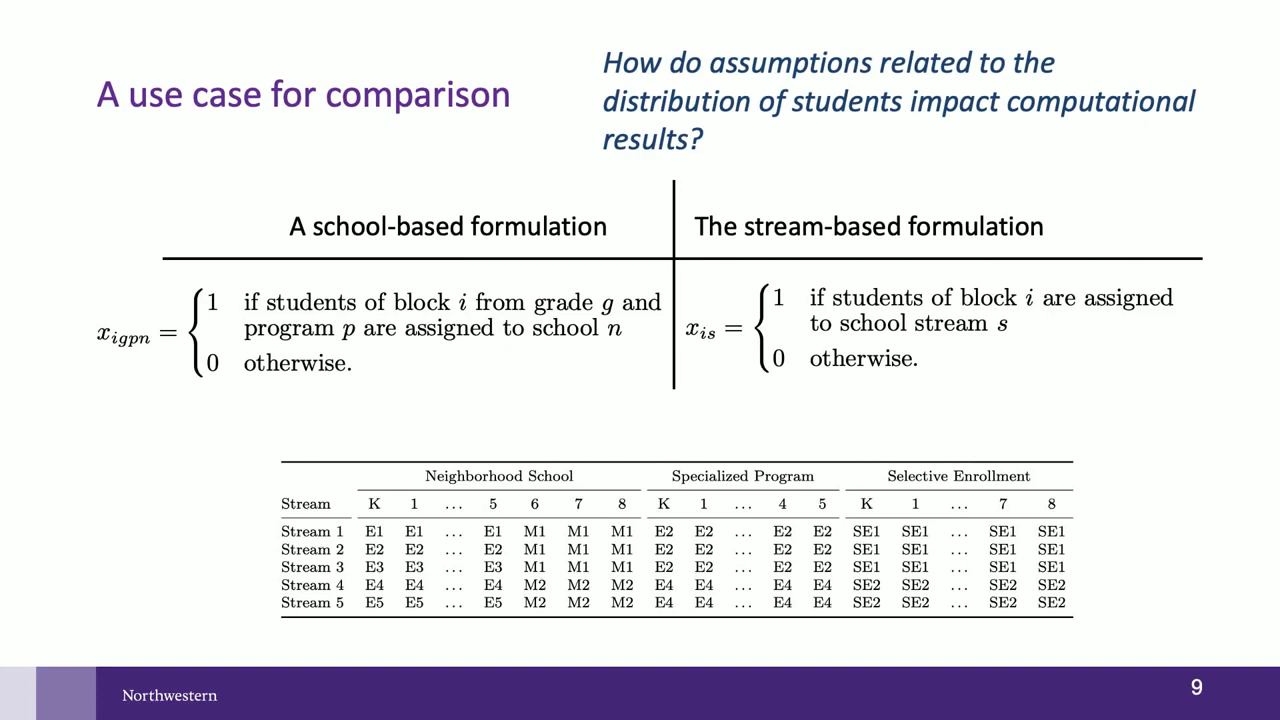 A use case for comparison
How do assumptions related to the
distribution of students impact computational
results?
A school-based formulation
The stream-based formulation
x_{igpn} = { 1 if students of block i from grade g and
program p are assigned to school n
0 otherwise.
x_{is} = { 1 if students of block i are assigned
to school stream s
0 otherwise.
Neighborhood School Specialized Program Selective Enrollment
Stream K 1 ... 5 6 7 8 K 1 ... 4 5 K 1 ... 7 8
Stream 1 E1 E1 ... E1 M1 M1 M1 E2 E2 ... E2 E2 SE1 SE1 ... SE1 SE1
Stream 2 E2 E2 ... E2 M1 M1 M1 E2 E2 ... E2 E2 SE1 SE1 ... SE1 SE1
Stream 3 E3 E3 ... E3 M1 M1 M1 E2 E2 ... E2 E2 SE1 SE1 ... SE1 SE1
Stream 4 E4 E4 ... E4 M2 M2 M2 E4 E4 ... E4 E4 SE2 SE2 ... SE2 SE2
Stream 5 E5 E5 ... E5 M2 M2 M2 E4 E4 ... E4 E4 SE2 SE2 ... SE2 SE2
Northwestern
9